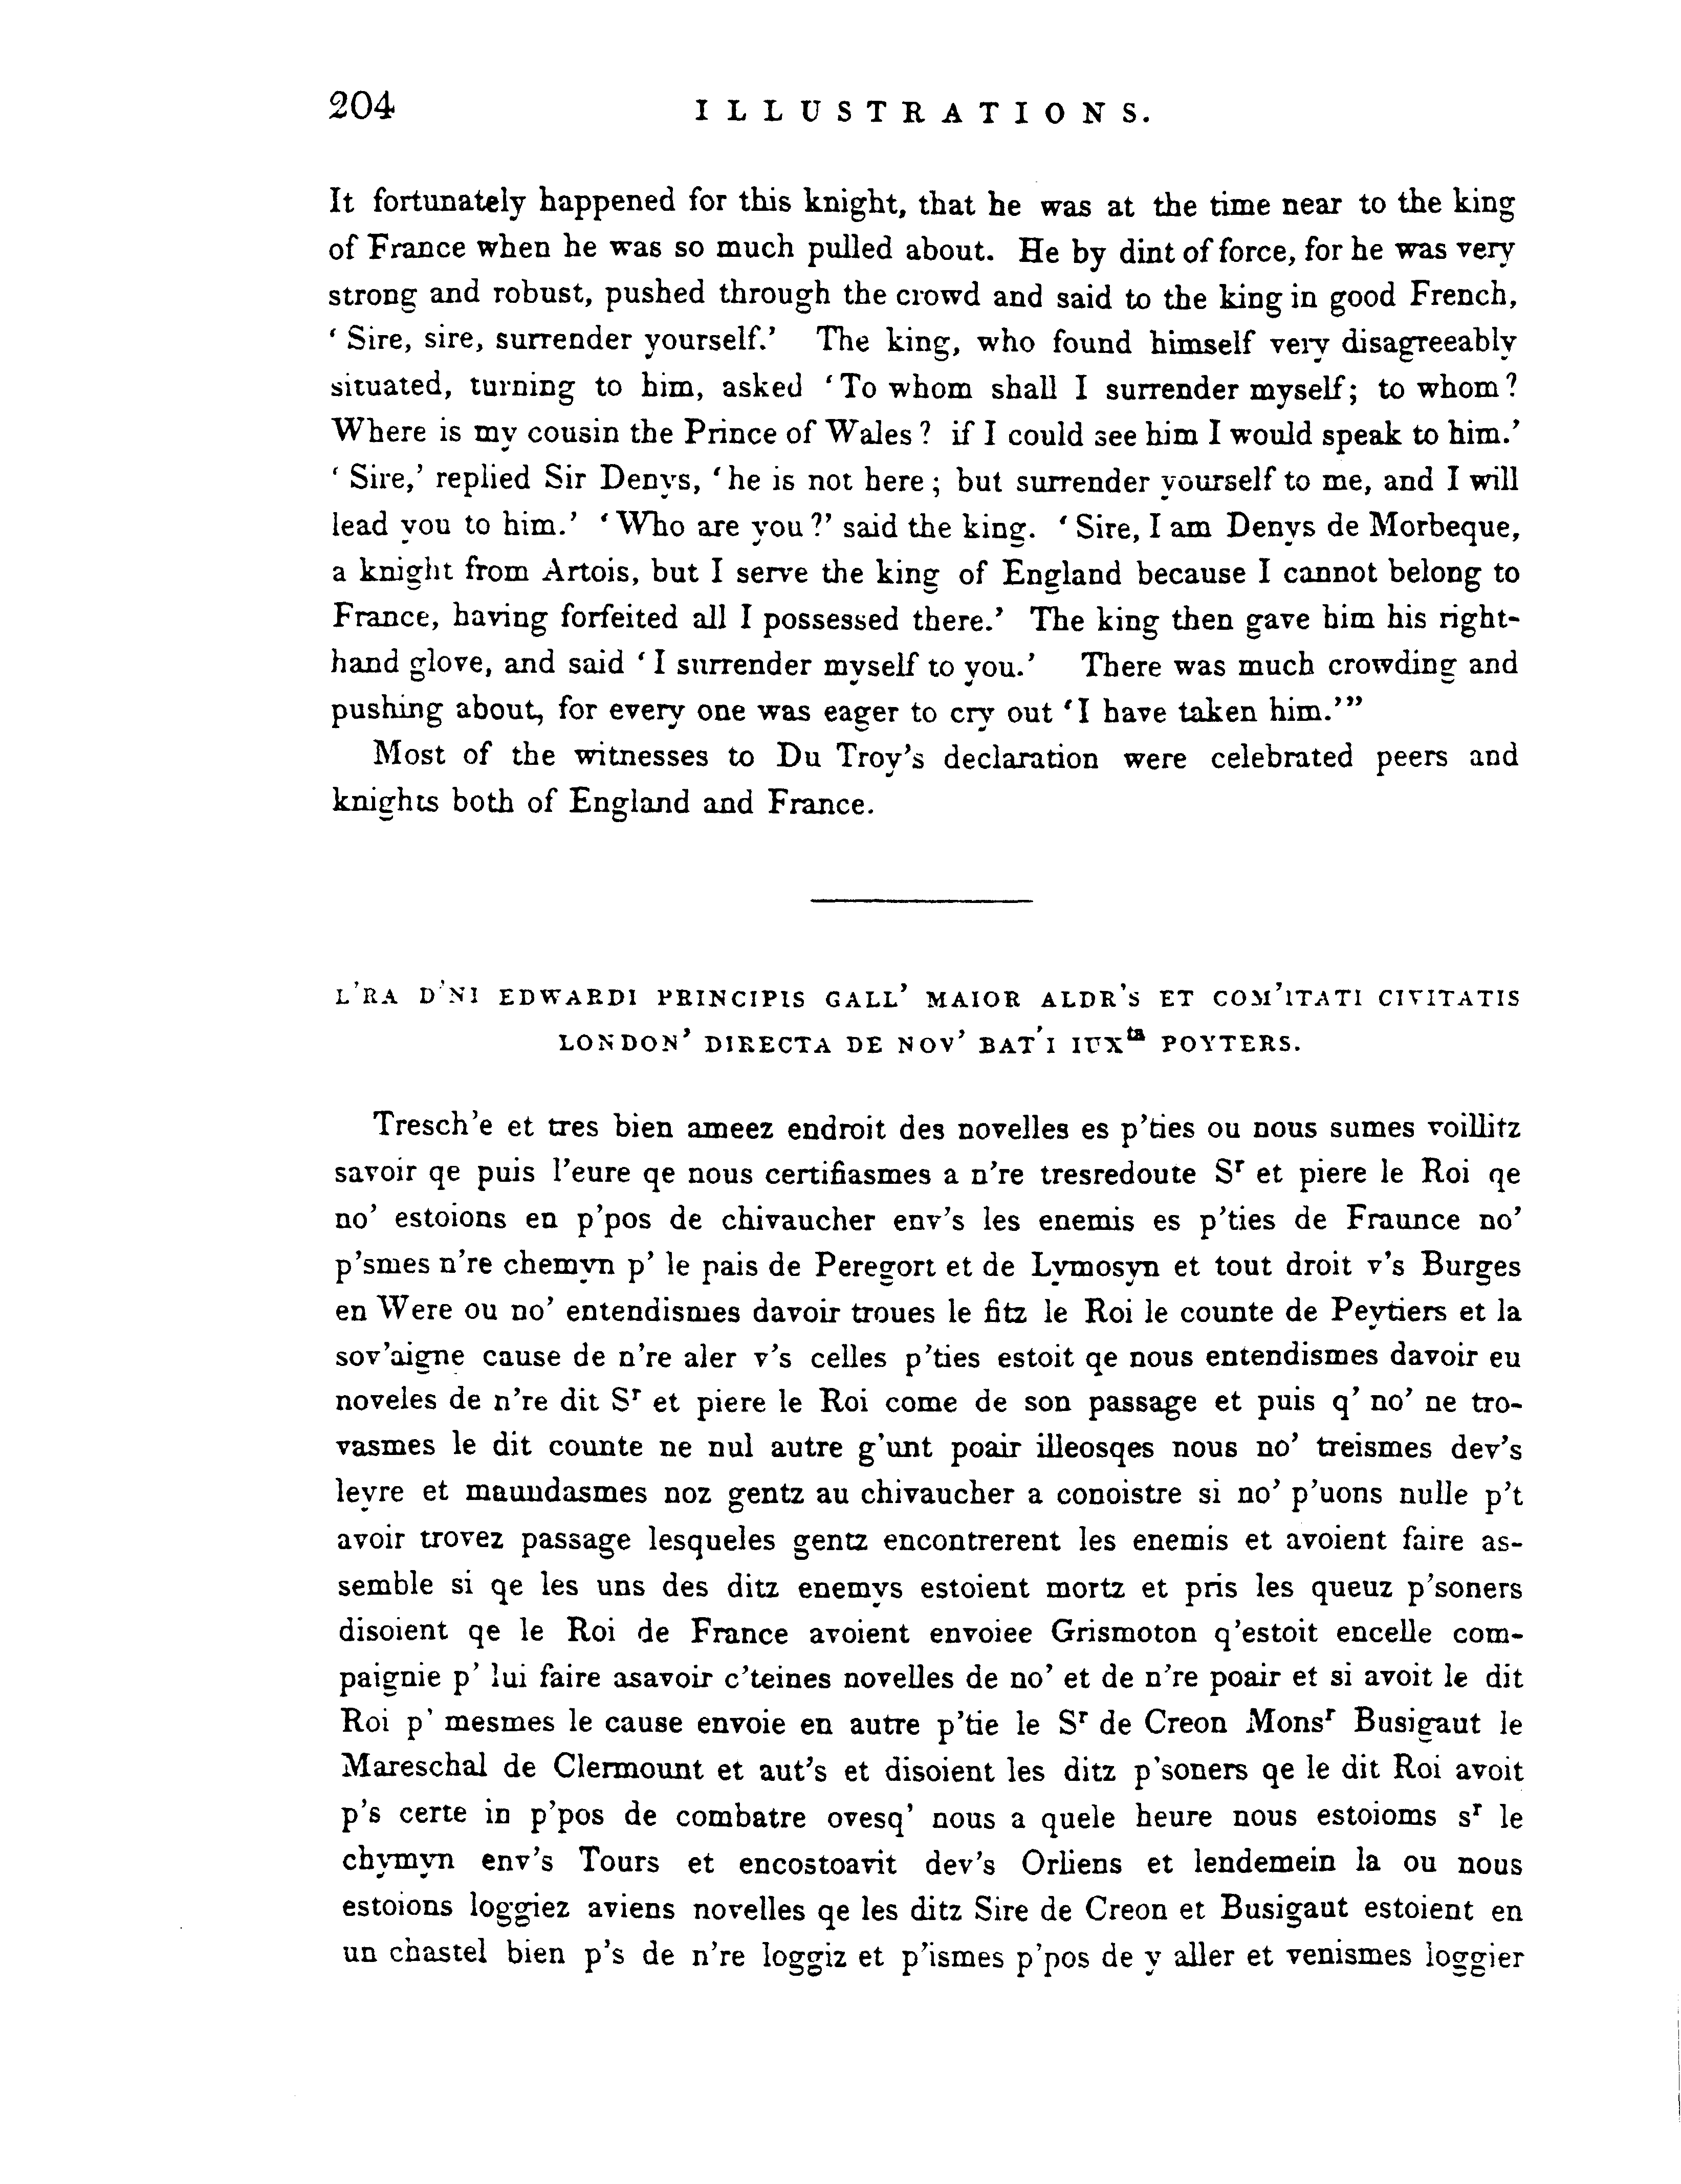 204 ILLUSTRATIONS.
It fortunately happened for this knight, that he was at the time near to the king
of France when he was so much pulled about. He by dint of force, for he was very
strong and robust, pushed through the crowd and said to the king in good French,
‘Sire, sire, surrender yourself.’ The king, who found himself very disagreeably
situated, turning to him, asked ‘To whom shall I surrender myself; to whom?
Where is my cousin the Prince of Wales? if I could see him I would speak to him.’
‘Sire,’ replied Sir Denys, ‘he is not here; but surrender yourself to me, and I will
lead you to him.’ ‘Who are you?’ said the king. ‘Sire, I am Denys de Morbeque,
a knight from Artois, but I serve the king of England because I cannot belong to
France, having forfeited all I possessed there.’ The king then gave him his right-
hand glove, and said ‘I surrender myself to you.’ There was much crowding and
pushing about, for every one was eager to cry out ‘I have taken him.’”
Most of the witnesses to Du Troy’s declaration were celebrated peers and
knights both of England and France.
L’RA D’NI EDWARDI PRINCIPIS GALL’ MAIOR ALDR’S ET COM’ITATI CIVITATIS
LONDON’ DIRECTA DE NOV’ BAT’I IUXta POYTERS.
Tresch’e et tres bien ameez endroit des novelles es p’ties ou nous sumes voillitz
savoir qe puis l’eure qe nous certifiasmes a n’re tresredoute Sr et piere le Roi qe
no’ estoions en p’pos de chivaucher env’s les enemis es p’ties de Fraunce no’
p’smes n’re chemyn p’ le pais de Peregort et de Lymosyn et tout droit v’s Burges
en Were ou no’ entendismes davoir troues le fitz le Roi le counte de Peytiers et la
sov’aigne cause de n’re aler v’s celles p’ties estoit qe nous entendismes davoir eu
noveles de n’re dit Sr et piere le Roi come de son passage et puis q’ no’ ne tro-
vasmes le dit counte ne nul autre g’unt poair illeosqes nous no’ treismes dev’s
leyre et maundasmes noz gentz au chivaucher a conoistre si no’ p’uons nulle p’t
avoir trovez passage lesqueles gentz encontrerent les enemis et avoient faire as-
semble si qe les uns des ditz enemys estoient mortz et pris les queuz p’soners
disoient qe le Roi de France avoient envoiee Grismoton q’estoit encelle com-
paignie p’ lui faire asavoir c’teines novelles de no’ et de n’re poair et si avoit le dit
Roi p’ mesmes le cause envoie en autre p’tie le Sr de Creon Monsr Busigaut le
Mareschal de Clermount et aut’s et disoient les ditz p’soners qe le dit Roi avoit
p’s certe in p’pos de combatre ovesq’ nous a quele heure nous estoioms sr le
chymyn env’s Tours et encostoavit dev’s Orliens et lendemein la ou nous
estoions loggiez aviens novelles qe les ditz Sire de Creon et Busigaut estoient en
un chastel bien p’s de n’re loggiz et p’ismes p’pos de y aller et venismes loggier